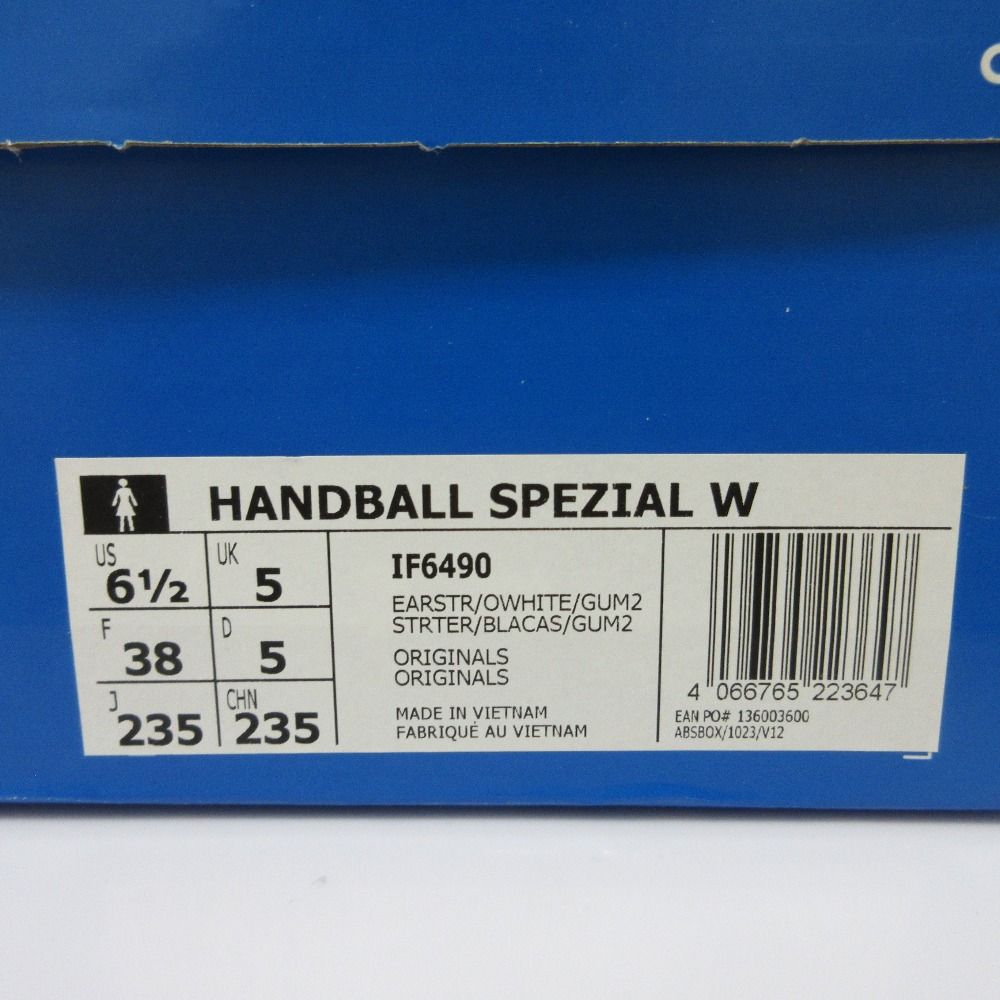 HANDBALL SPEZIAL W
US 6½ UK 5
F 38 D 5
J 235 CHN 235
IF6490
EARSTR/OWHITE/GUM2
STRTER/BLACAS/GUM2
ORIGINALS
ORIGINALS
MADE IN VIETNAM
FABRIQUÉ AU VIETNAM
4 066765 223647
EAN PO# 136003600
ABSBOX/1023/V12